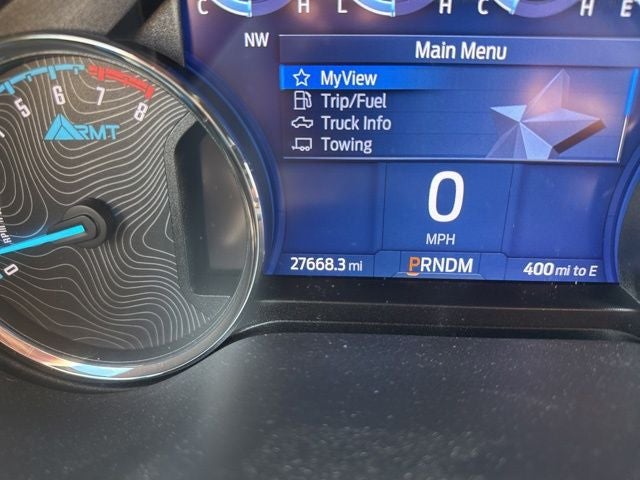 C H L H C H E
NW
Main Menu
MyView
Trip/Fuel
Truck Info
Towing
5 6 7 8
RMT
0
0
MPH
27668.3 mi
PRNDM
400 mi to E